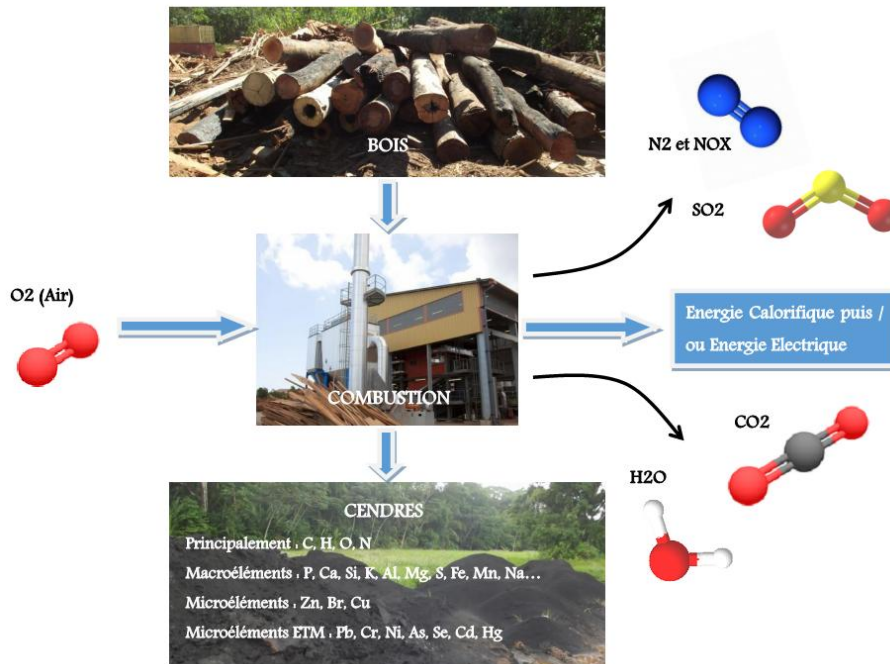 BOIS
N2 et NOX
SO2
O2 (Air)
Energie Calorifique puis /
ou Energie Electrique
COMBUSTION
CO2
H2O
CENDRES
Principalement : C, H, O, N
Macroéléments : P, Ca, Si, K, Al, Mg, S, Fe, Mn, Na…
Microéléments : Zn, Br, Cu
Microéléments ETM : Pb, Cr, Ni, As, Se, Cd, Hg